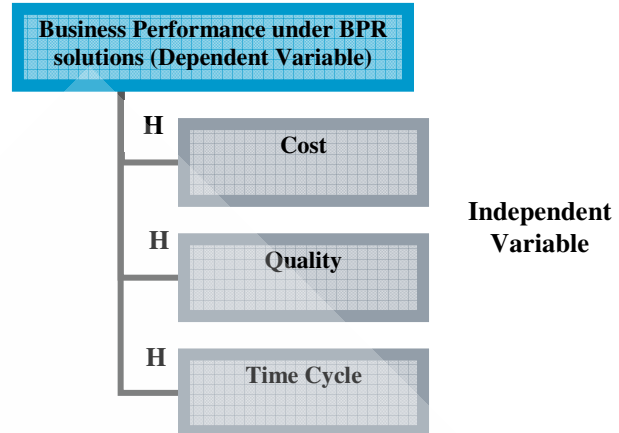 Business Performance under BPR
solutions (Dependent Variable)
H
Cost
Independent
Variable
H
Quality
H
Time Cycle